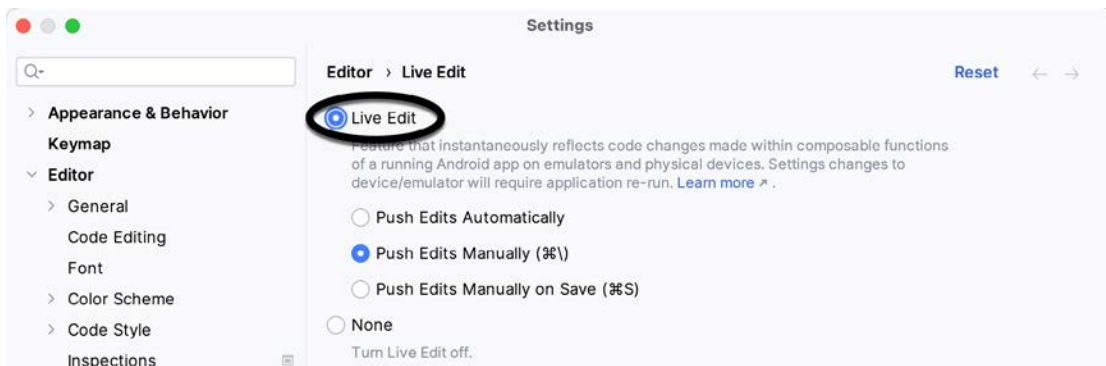 Settings
Editor › Live Edit
Reset
Appearance & Behavior
Keymap
Editor
General
Code Editing
Font
Color Scheme
Code Style
Inspections
Live Edit
Feature that instantaneously reflects code changes made within composable functions
of a running Android app on emulators and physical devices. Settings changes to
device/emulator will require application re-run. Learn more ↗ .
Push Edits Automatically
Push Edits Manually (⌘\)
Push Edits Manually on Save (⌘S)
None
Turn Live Edit off.